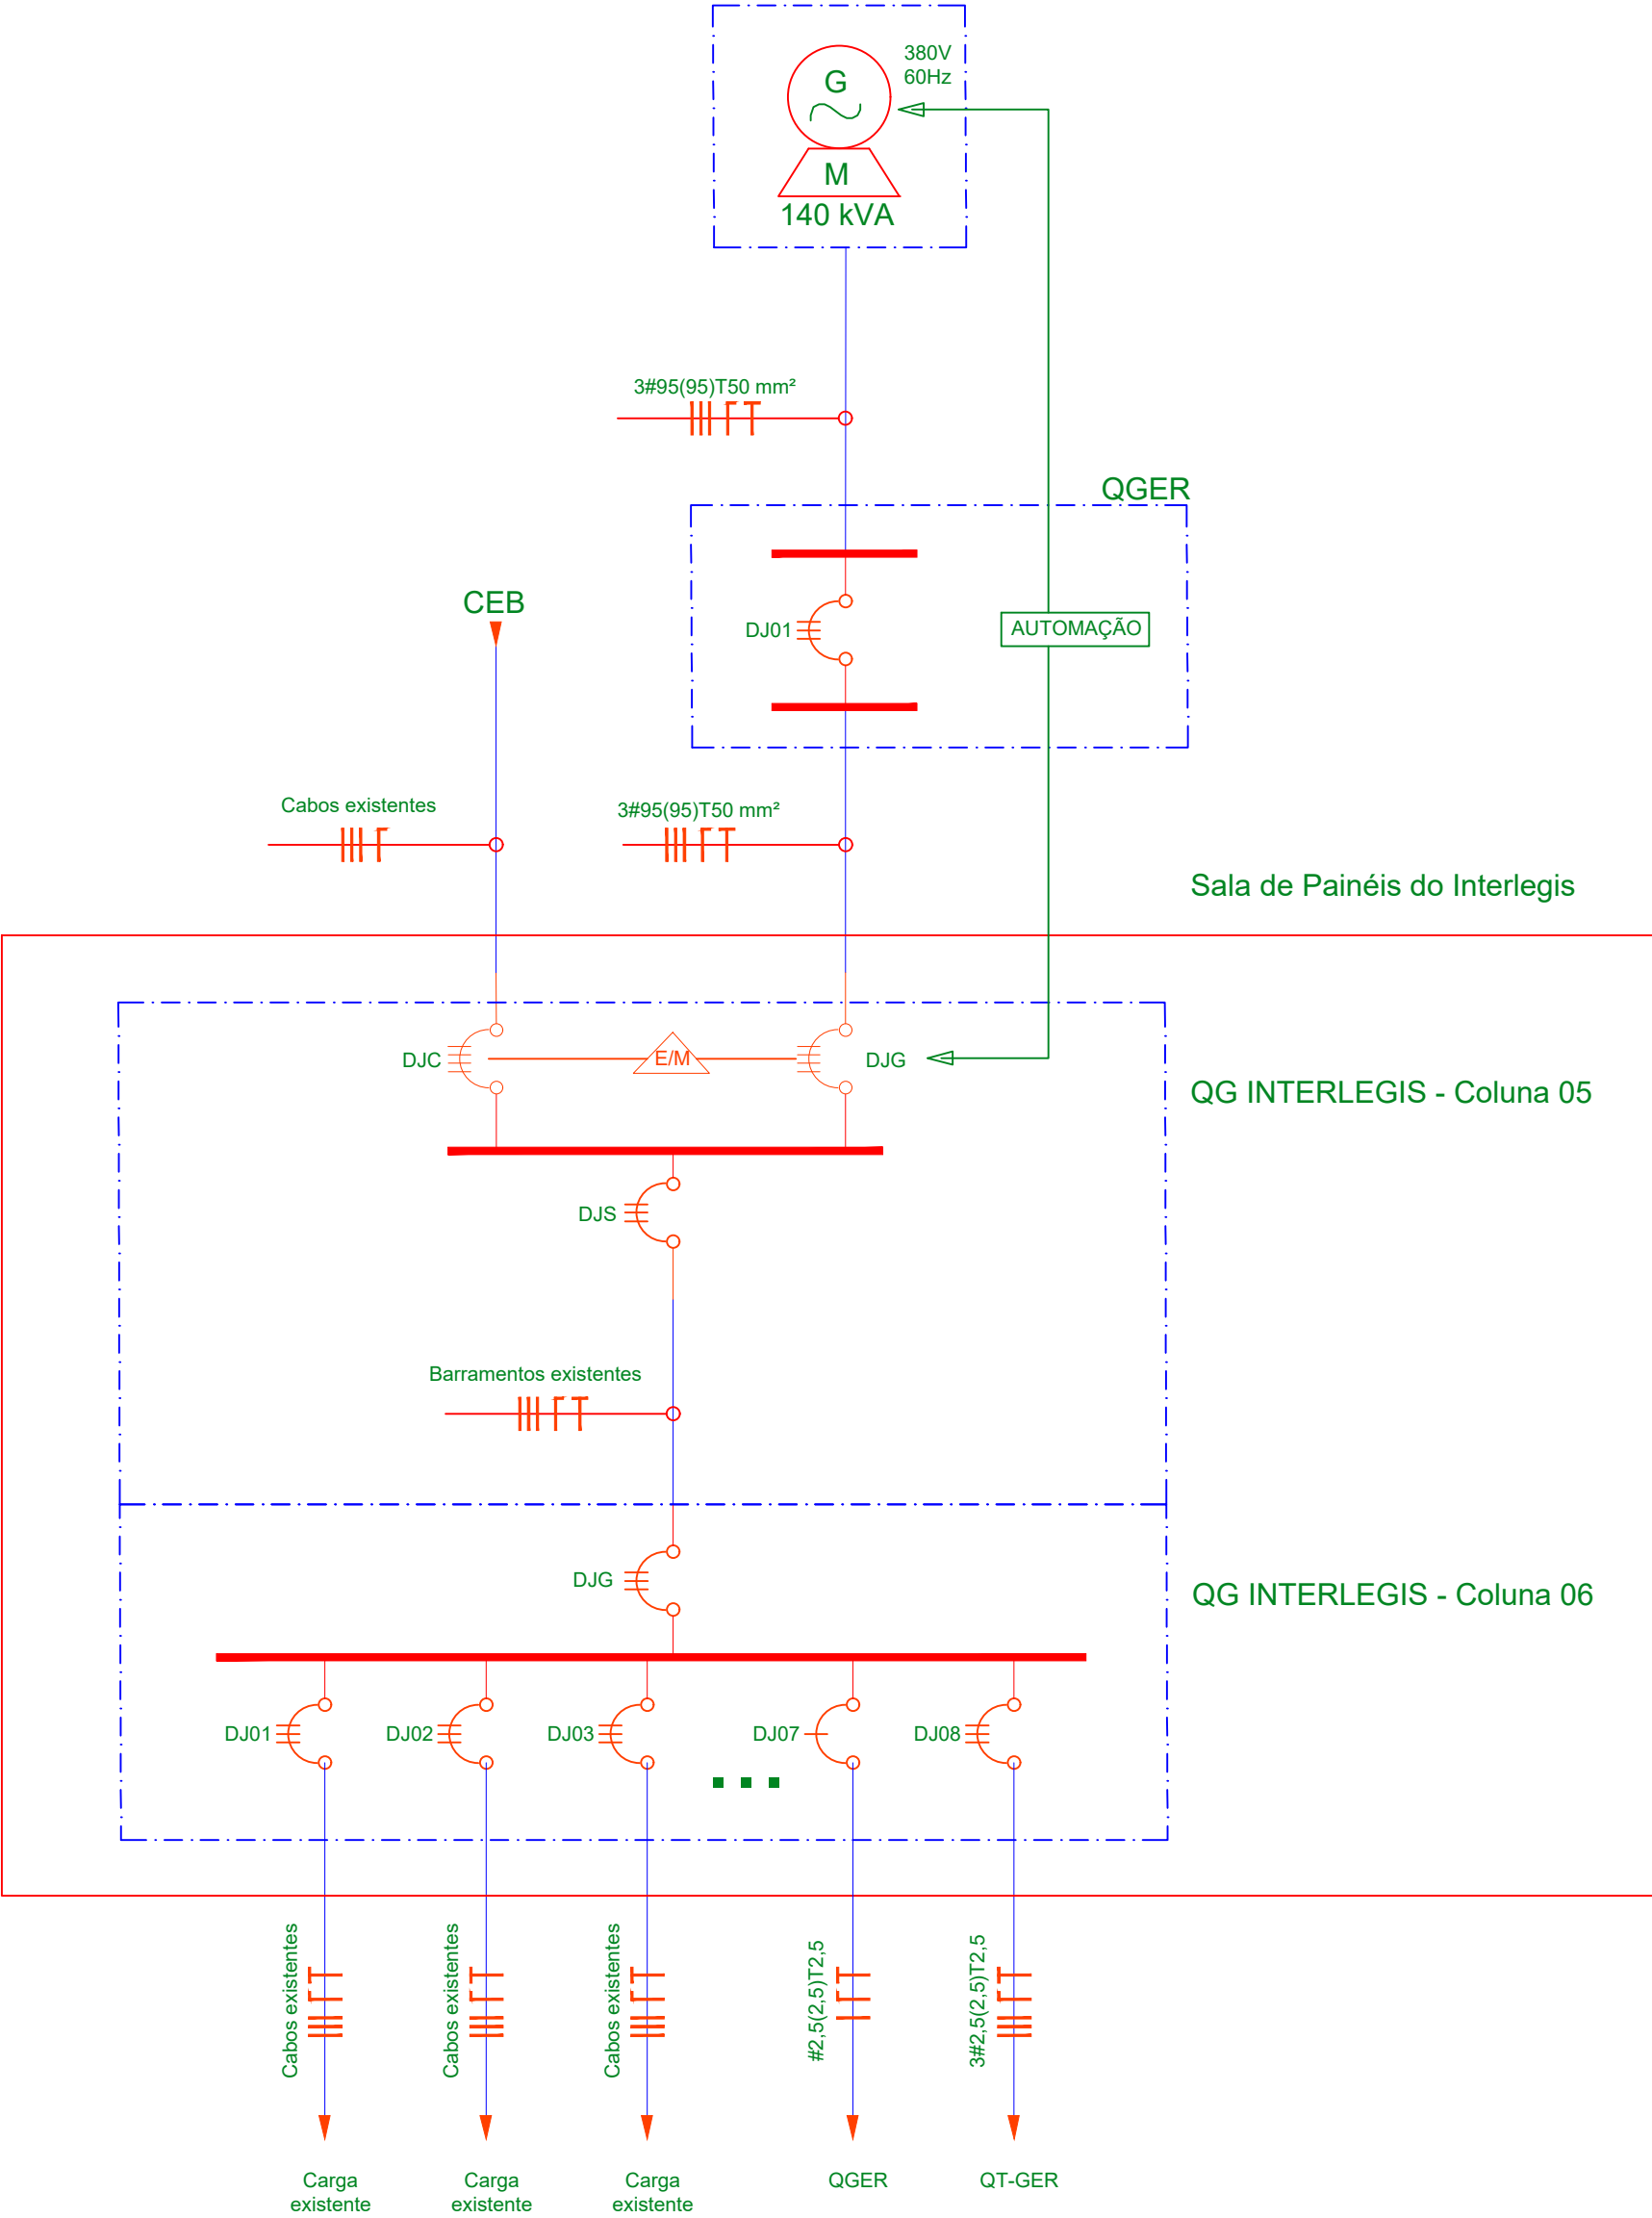 380V
60Hz
G
M
140 kVA
3#95(95)T50 mm²
QGER
CEB
DJ01
AUTOMAÇÃO
Cabos existentes
3#95(95)T50 mm²
Sala de Painéis do Interlegis
DJC
E/M
DJG
QG INTERLEGIS - Coluna 05
DJS
Barramentos existentes
DJG
QG INTERLEGIS - Coluna 06
DJ01
DJ02
DJ03
DJ07
DJ08
Cabos existentes
Cabos existentes
Cabos existentes
#2,5(2,5)T2,5
3#2,5(2,5)T2,5
Carga
existente
Carga
existente
Carga
existente
QGER
QT-GER